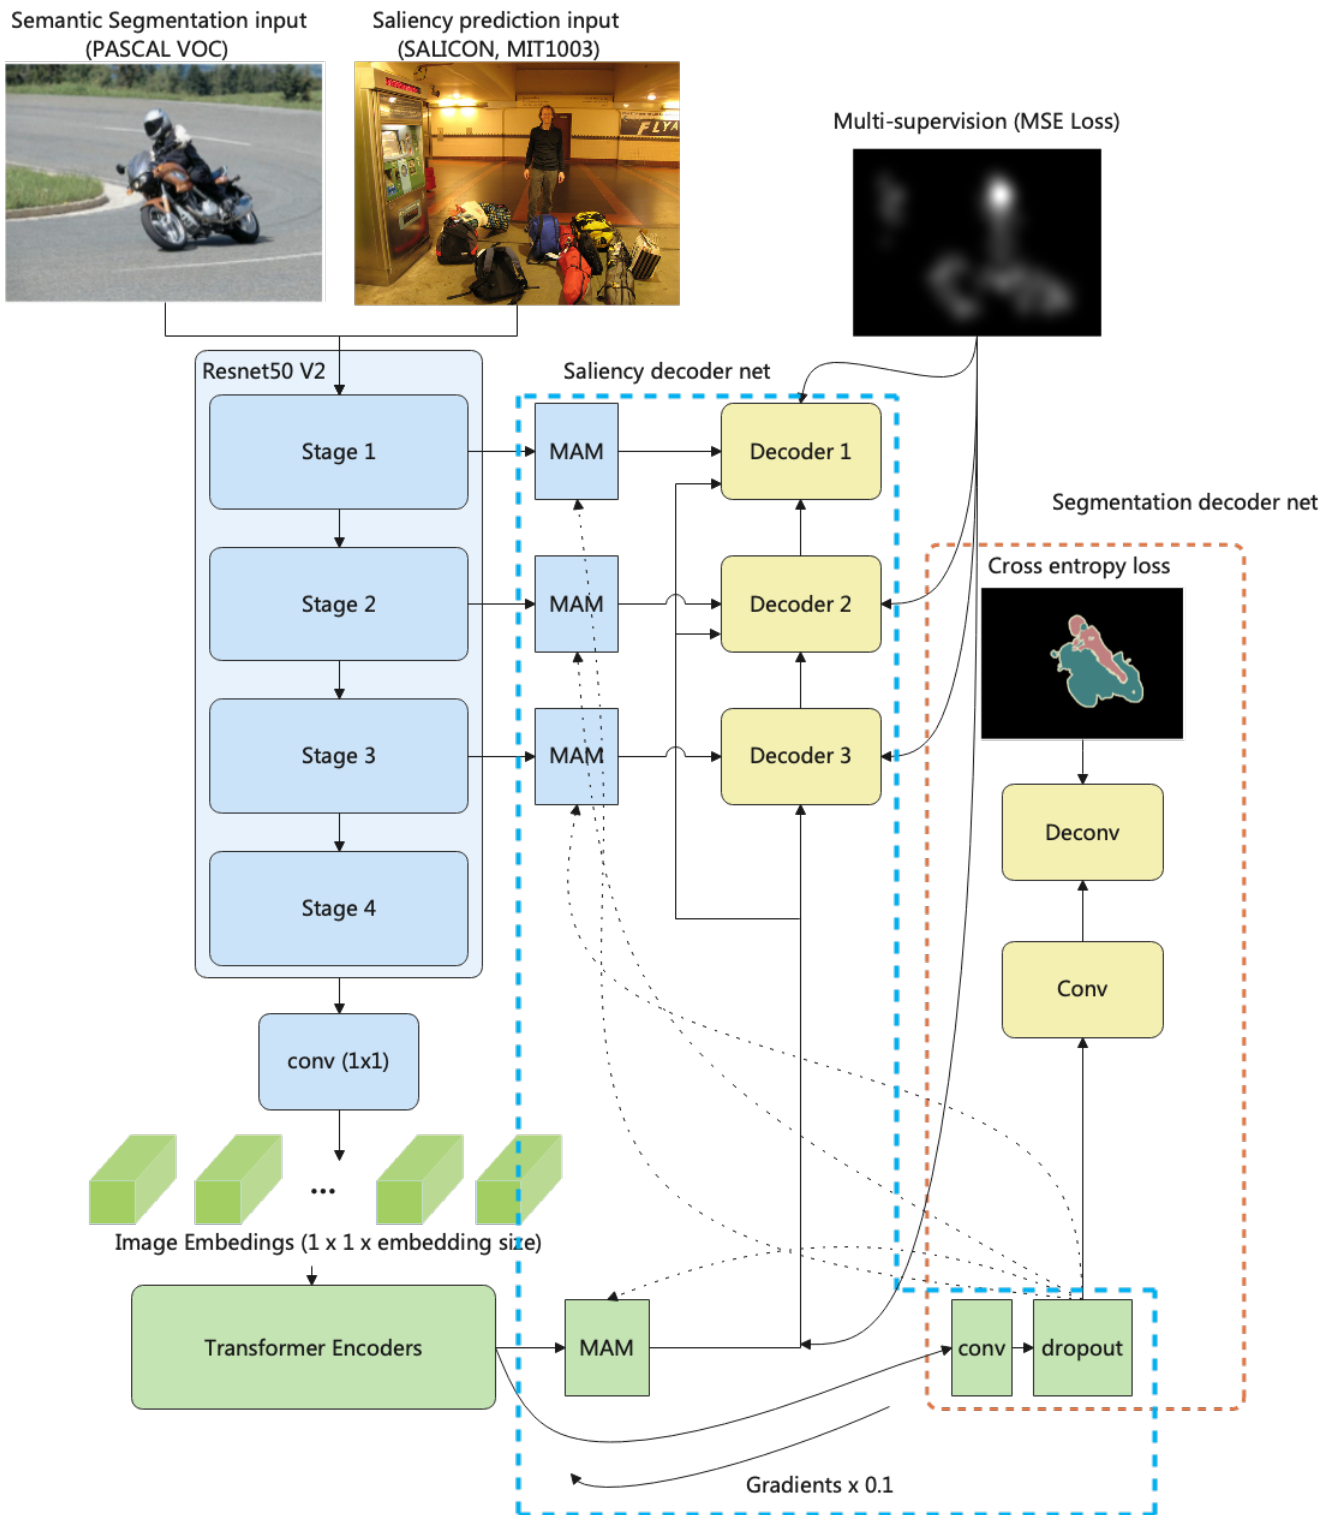 Semantic Segmentation input
(PASCAL VOC)
Saliency prediction input
(SALICON, MIT1003)
FLY
Multi-supervision (MSE Loss)
Resnet50 V2
Saliency decoder net
Stage 1
MAM
Decoder 1
Segmentation decoder net
Cross entropy loss
Stage 2
MAM
Decoder 2
Stage 3
MAM
Decoder 3
Deconv
Stage 4
Conv
conv (1x1)
...
Image Embedings (1 x 1 x embedding size)
Transformer Encoders
MAM
conv
dropout
Gradients x 0.1